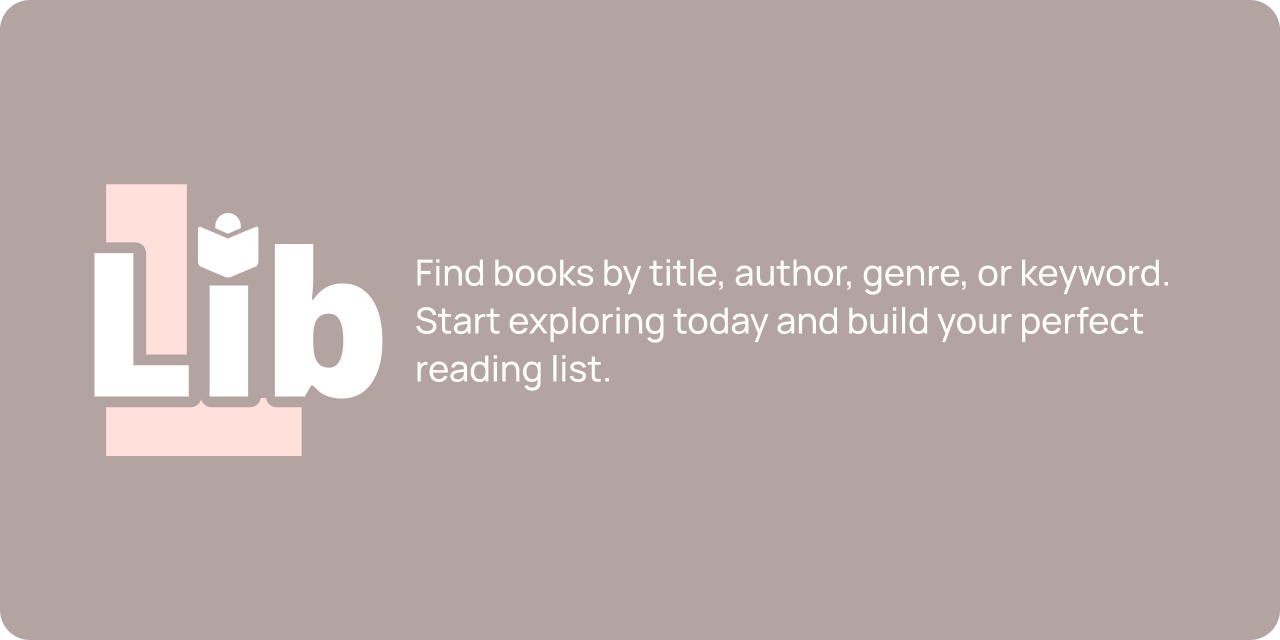 Lib
Find books by title, author, genre, or keyword.
Start exploring today and build your perfect
reading list.